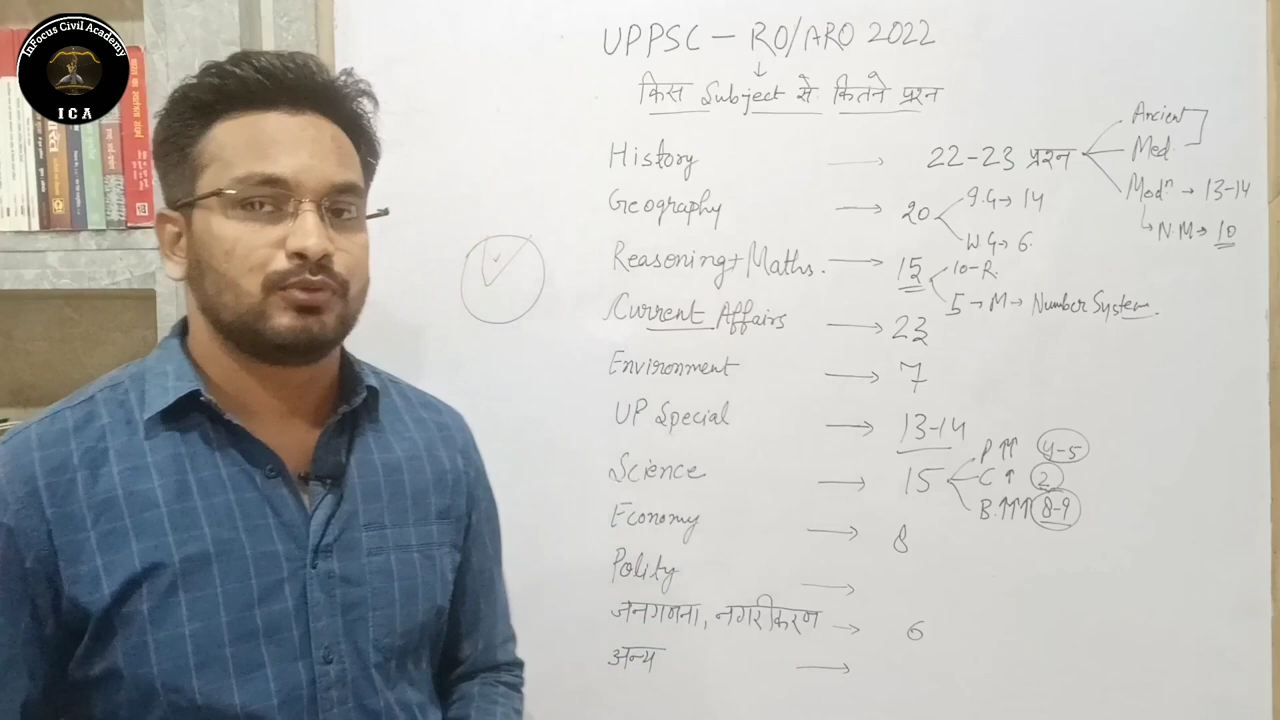 InFocus Civil Academy
I C A
UPPSC - RO/ARO 2022
↓
किस Subject से कितने प्रश्न
History → 22-23 प्रश्न
Ancient
Med.
Modⁿ → 13-14
↳ N.M → 10
Geography → 20
I.G → 14
W.G → 6.
Reasoning + Maths. → 15
10-R.
5 → M → Number System.
Current Affairs → 23
Environment → 7
UP Special → 13-14
Science → 15
P ↑↑ 4-5
C ↑ 2
B. ↑↑↑ 8-9
Economy → 8
Polity →
जनगणना, नगरीकरण → 6
अन्य →